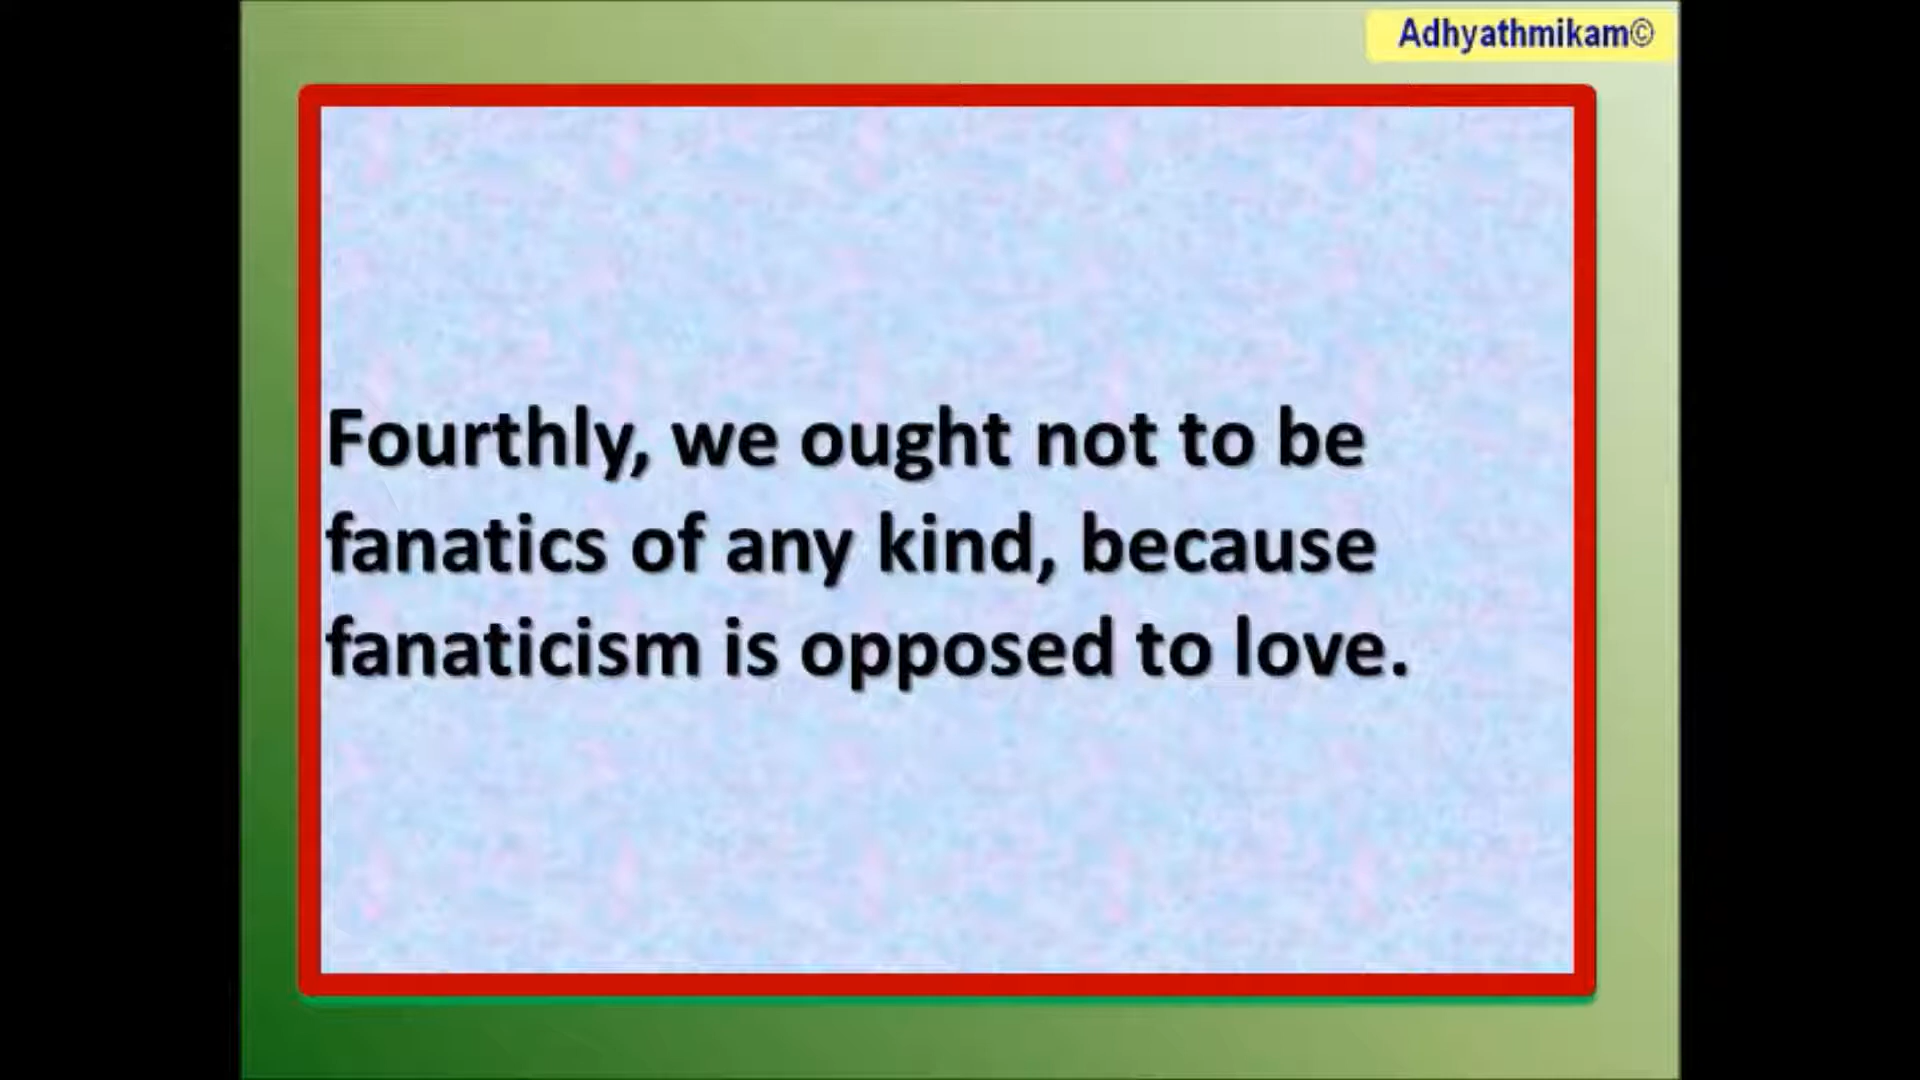 Adhyathmikam©
Fourthly, we ought not to be
fanatics of any kind, because
fanaticism is opposed to love.